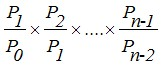 P₁/P₀ × P₂/P₁ × .... × Pₙ₋₁/Pₙ₋₂